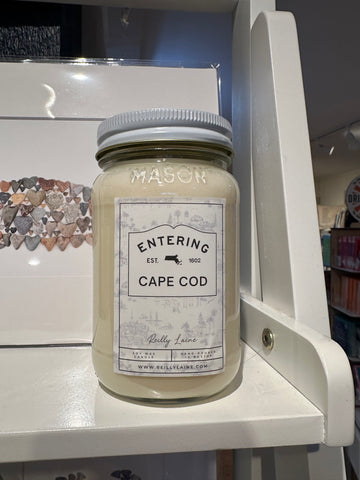 MASON
ENTERING
EST. 1602
CAPE COD
Reilly Laine
SOY WAX HAND-POURED
CANDLE IN BOSTON
WWW.REILLYLAINE.COM